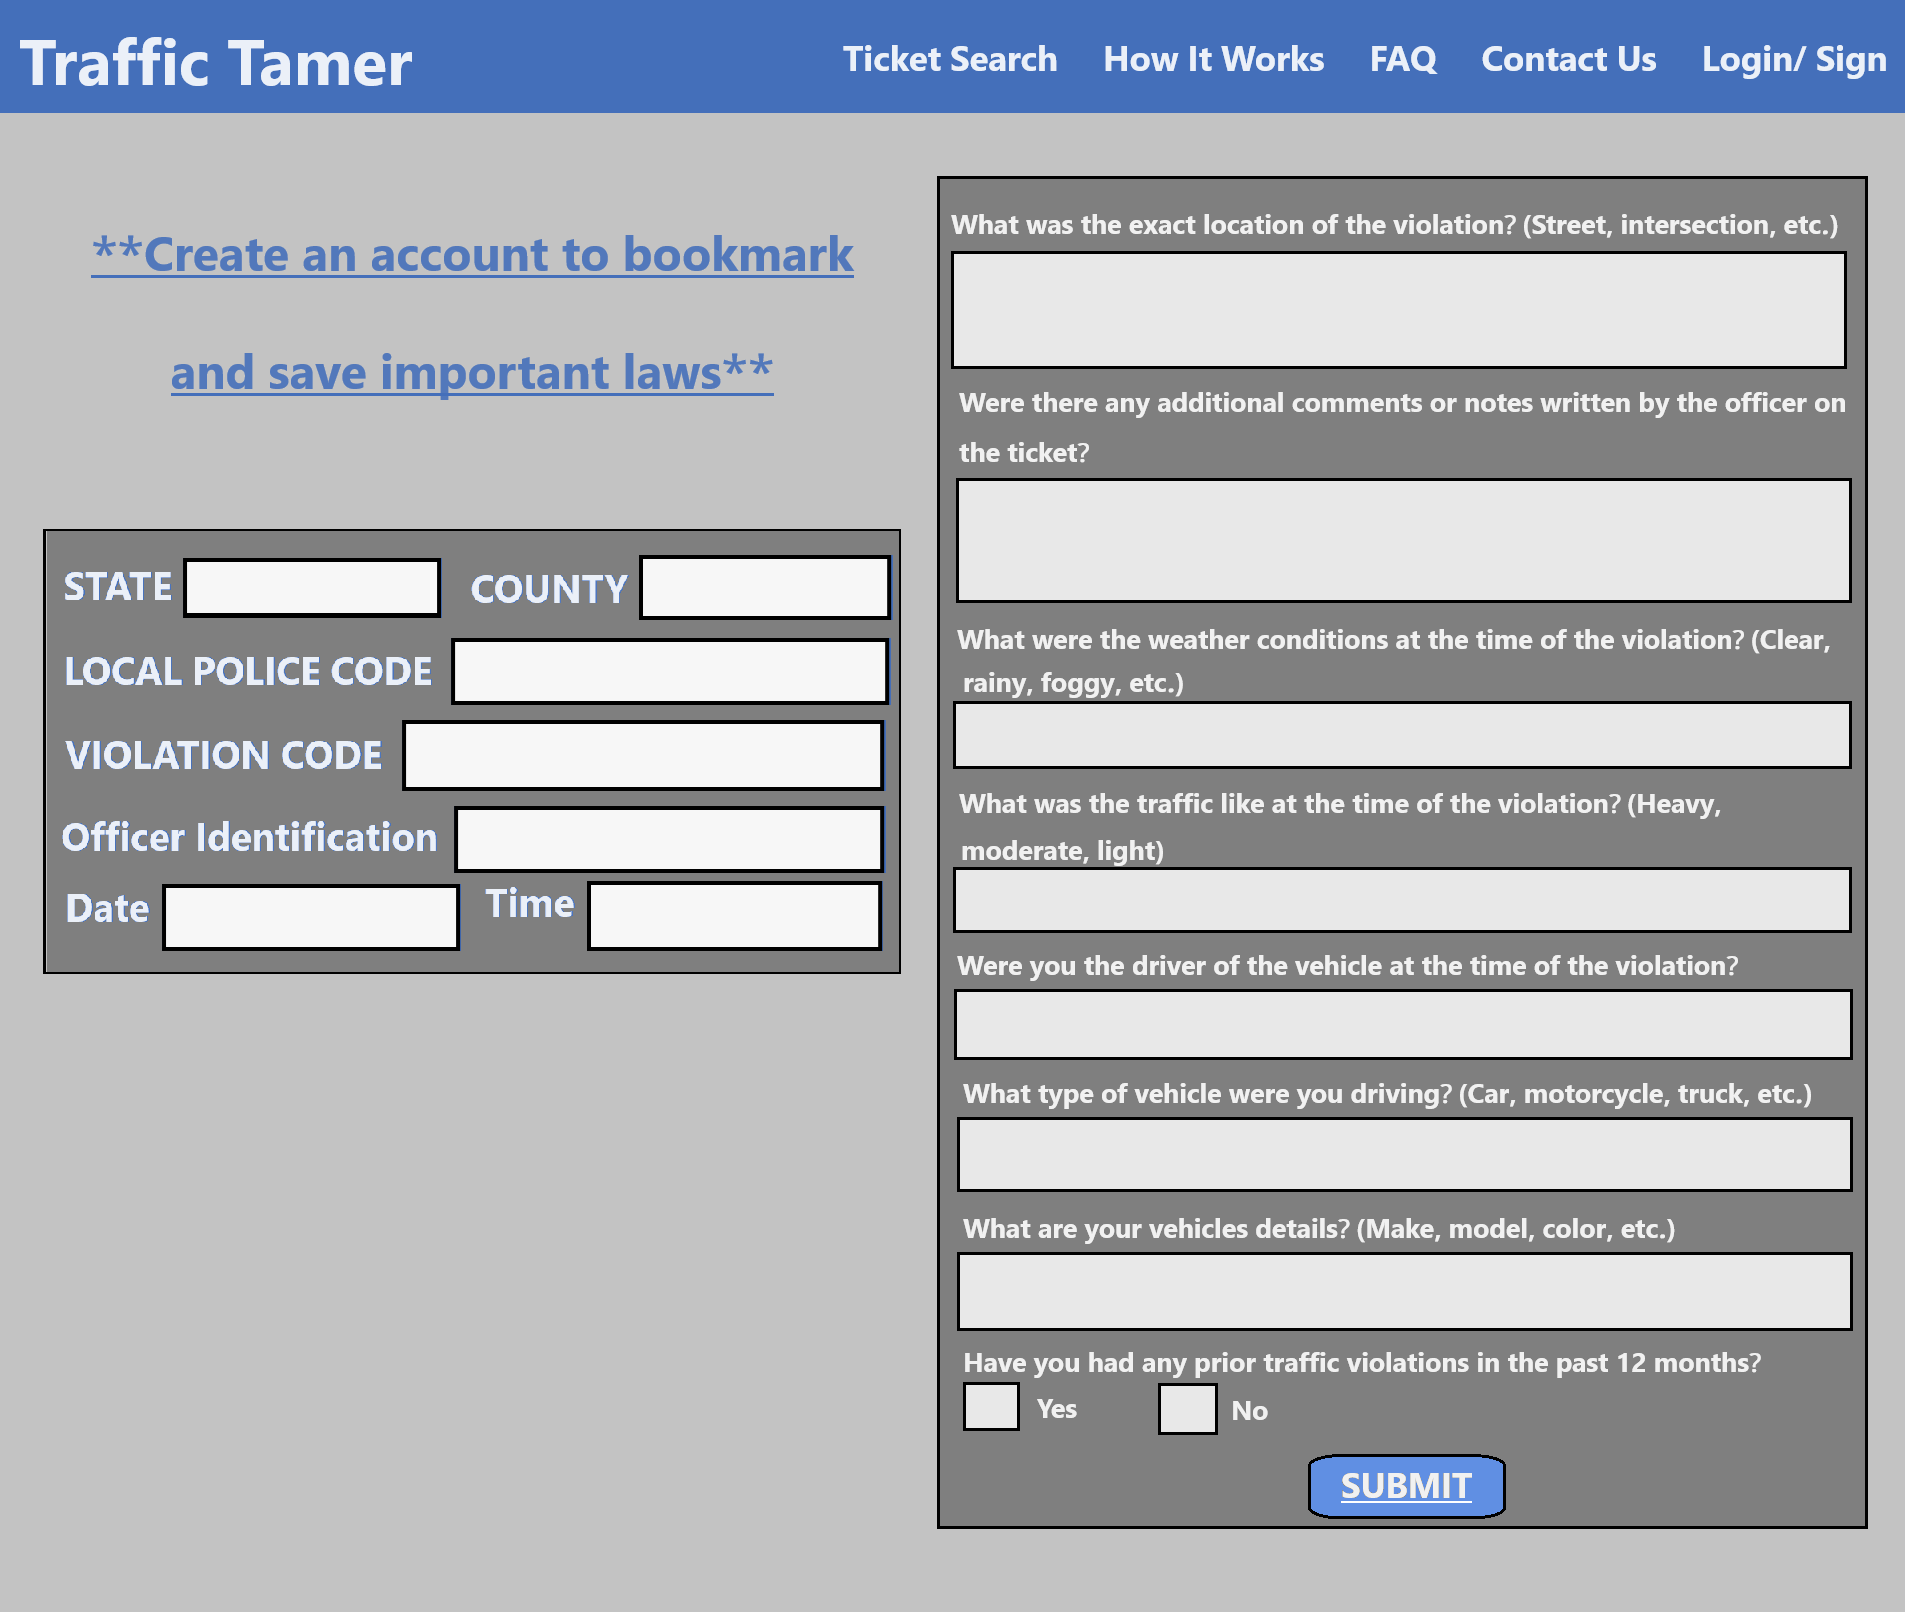 Traffic Tamer
Ticket Search
How It Works
FAQ
Contact Us
Login/ Sign
**Create an account to bookmark
and save important laws**
STATE
COUNTY
LOCAL POLICE CODE
VIOLATION CODE
Officer Identification
Date
Time
What was the exact location of the violation? (Street, intersection, etc.)
Were there any additional comments or notes written by the officer on
the ticket?
What were the weather conditions at the time of the violation? (Clear,
rainy, foggy, etc.)
What was the traffic like at the time of the violation? (Heavy,
moderate, light)
Were you the driver of the vehicle at the time of the violation?
What type of vehicle were you driving? (Car, motorcycle, truck, etc.)
What are your vehicles details? (Make, model, color, etc.)
Have you had any prior traffic violations in the past 12 months?
Yes
No
SUBMIT